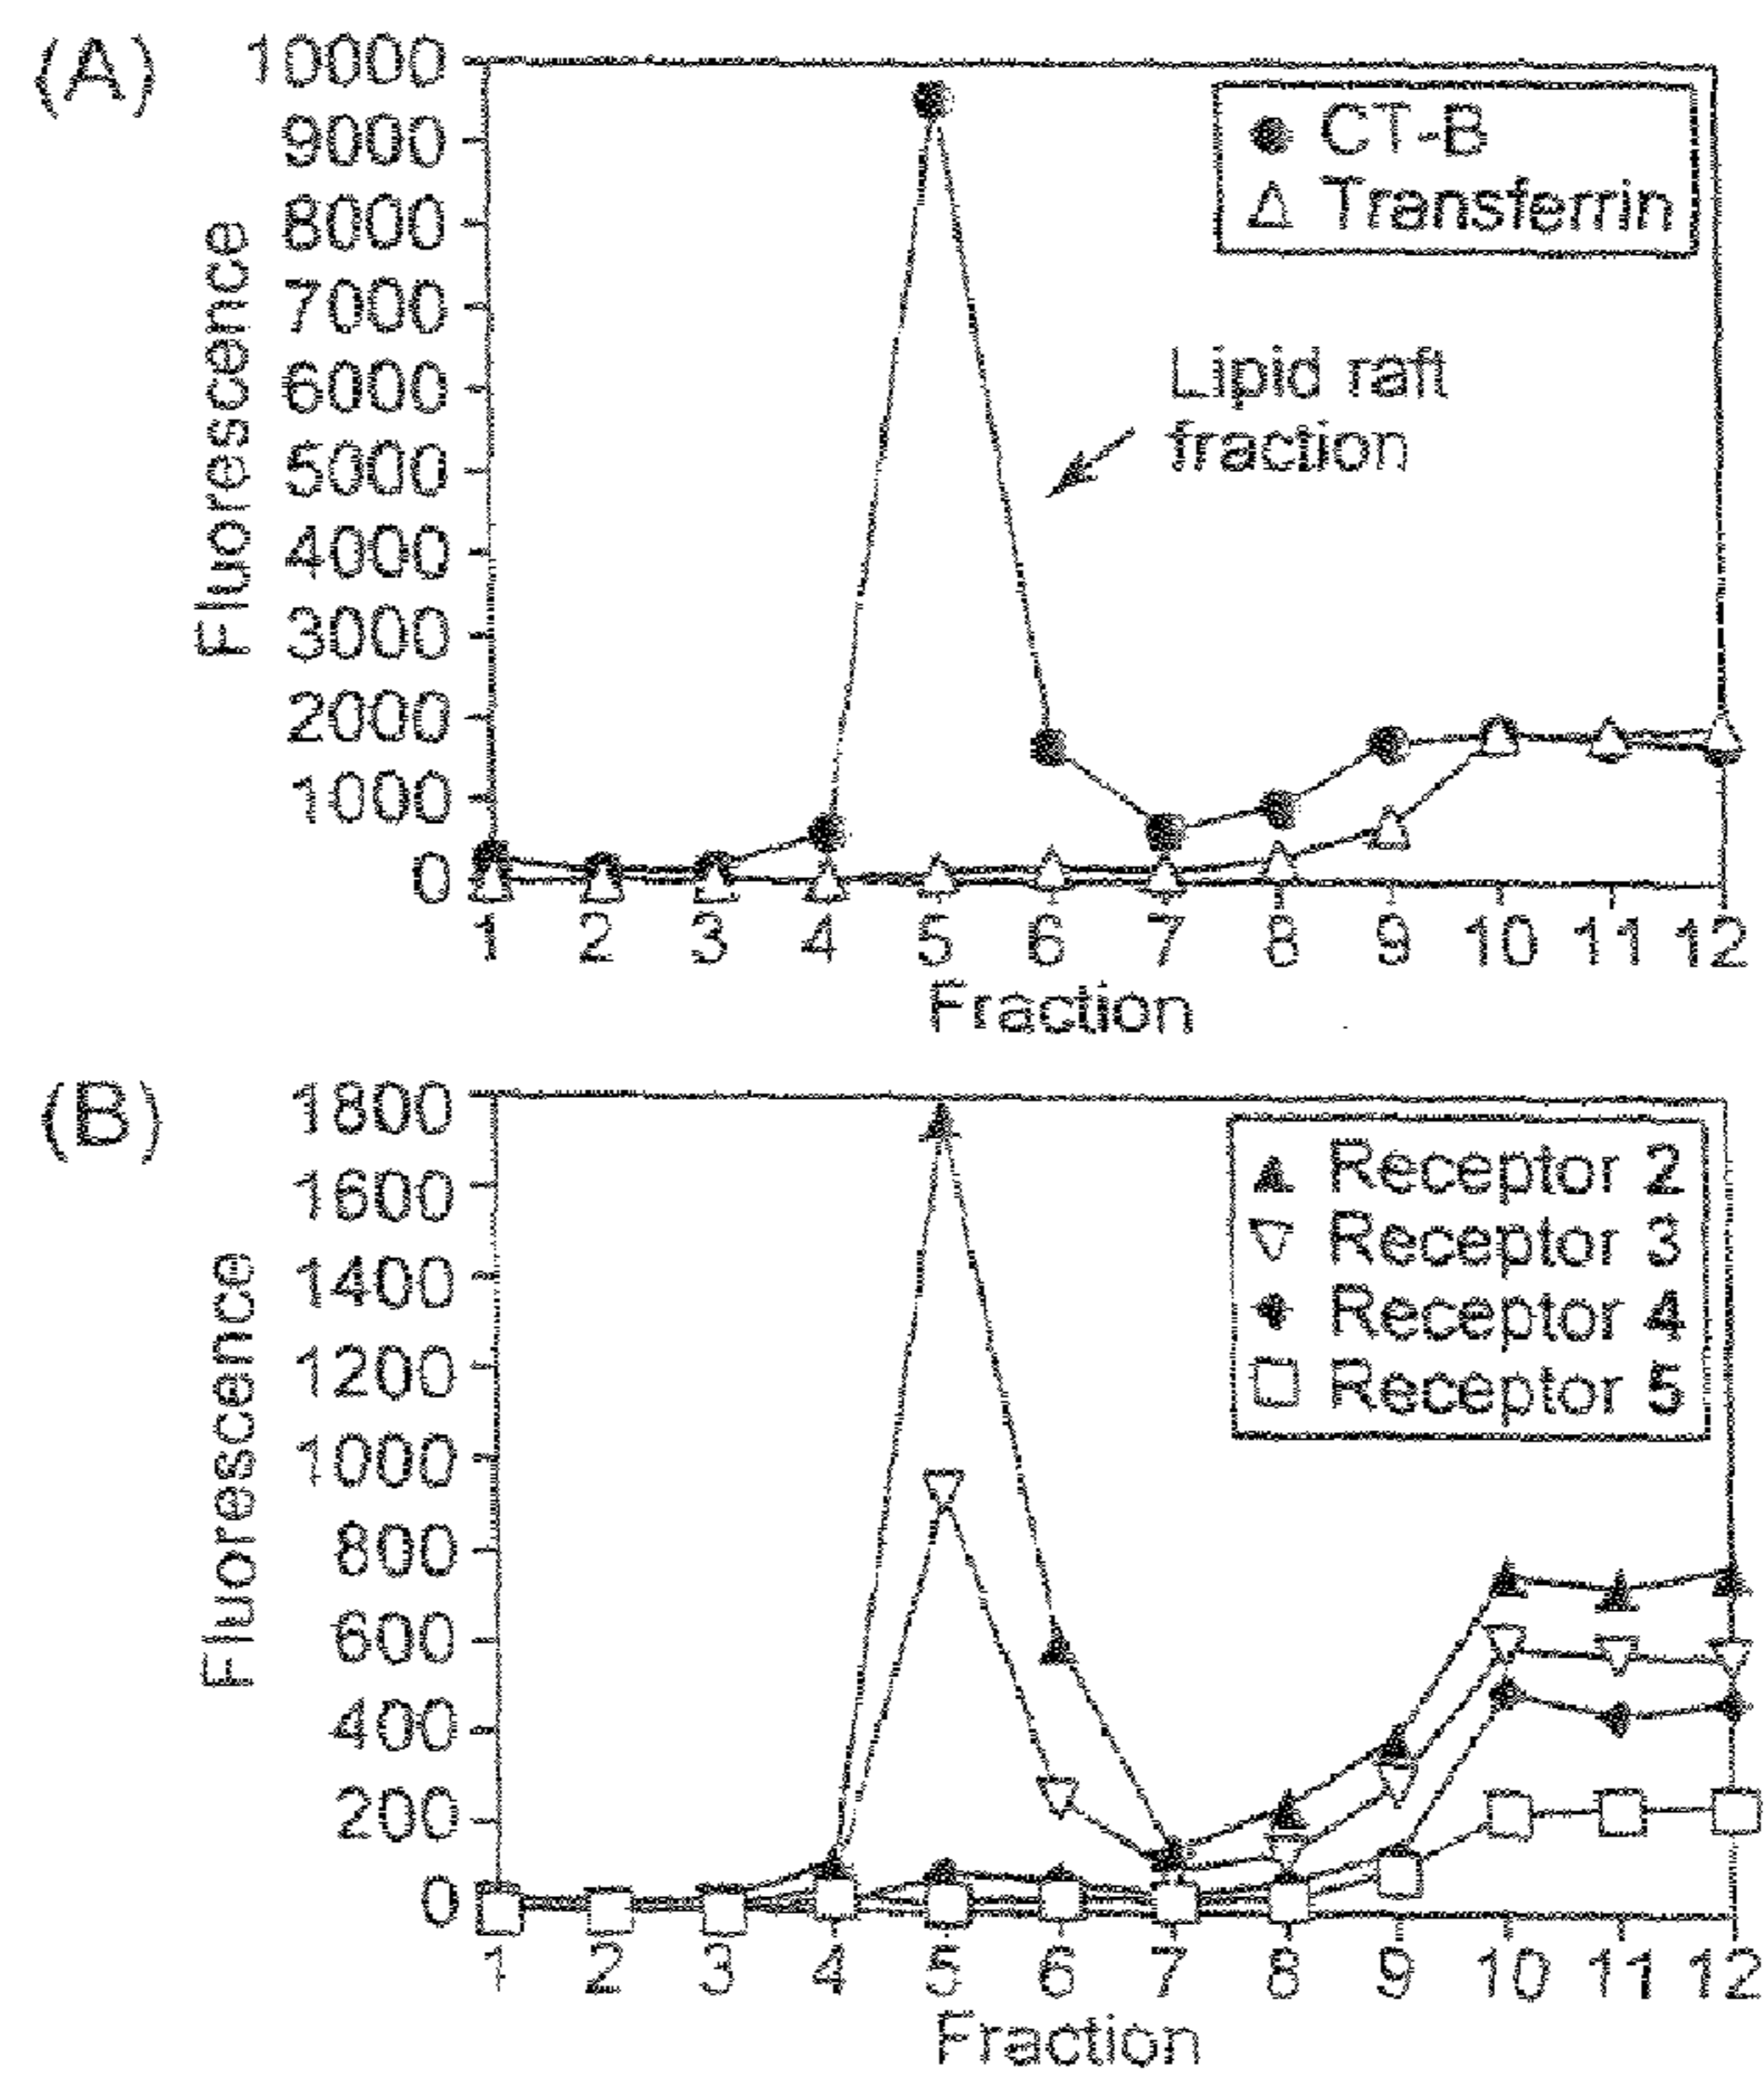 (A)
10000
9000
8000
7000
6000
5000
4000
3000
2000
1000
0
Fluorescence
CT-B
Transferrin
Lipid raft
fraction
1 2 3 4 5 6 7 8 9 10 11 12
Fraction
(B)
1800
1600
1400
1200
1000
800
600
400
200
0
Fluorescence
Receptor 2
Receptor 3
Receptor 4
Receptor 5
1 2 3 4 5 6 7 8 9 10 11 12
Fraction